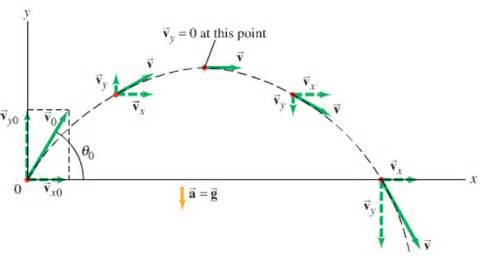 y
v⃗y = 0 at this point
v⃗y
v⃗
v⃗
v⃗x
v⃗x
v⃗y
v⃗
v⃗y0
v⃗0
θ0
0
v⃗x0
a⃗ = g⃗
v⃗x
x
v⃗y
v⃗